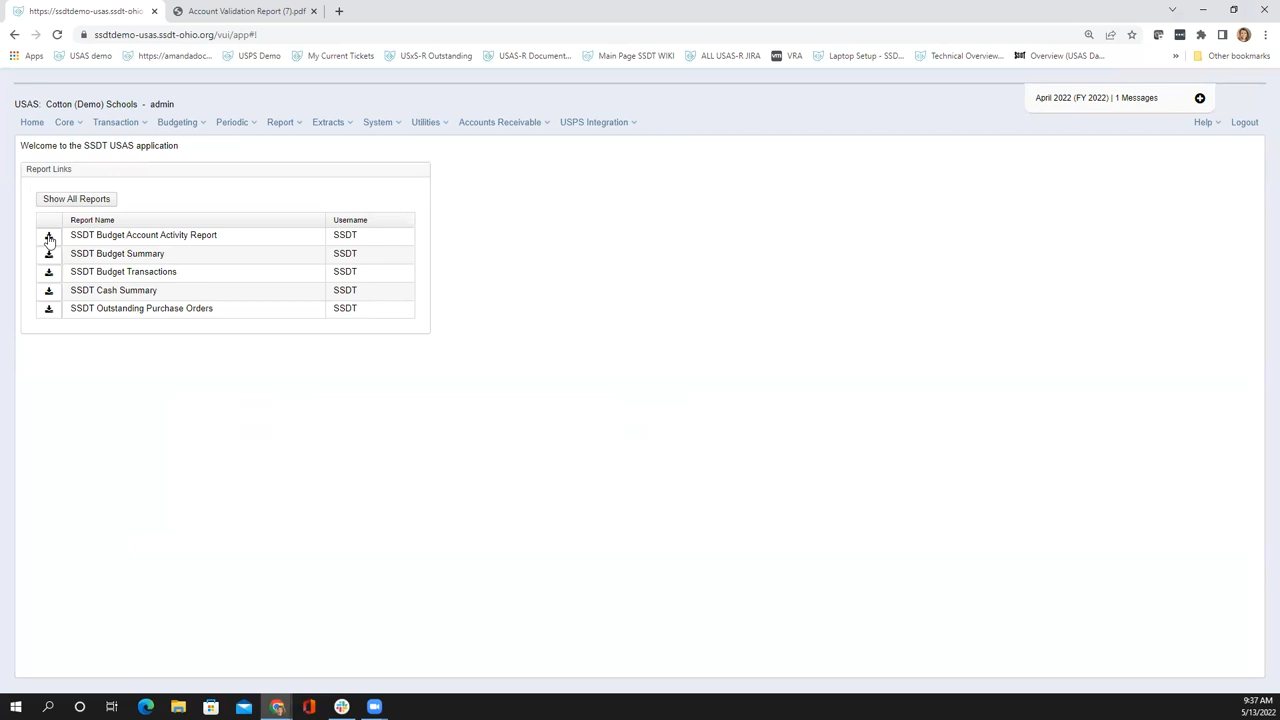 https://ssdtdemo-usas.ssdt-ohio
Account Validation Report (7).pdf
ssdtdemo-usas.ssdt-ohio.org/vui/app#!
Apps
USAS demo
https://amandadoc...
USPS Demo
My Current Tickets
USxS-R Outstanding
USAS-R Document...
Main Page SSDT WIKI
ALL USAS-R JIRA
vm VRA
Laptop Setup - SSD...
Technical Overview...
Overview (USAS Da...
»
Other bookmarks
USAS: Cotton (Demo) Schools - admin
April 2022 (FY 2022) | 1 Messages
Home
Core
Transaction
Budgeting
Periodic
Report
Extracts
System
Utilities
Accounts Receivable
USPS Integration
Help
Logout
Welcome to the SSDT USAS application
Report Links
Show All Reports
Report Name Username
SSDT Budget Account Activity Report SSDT
SSDT Budget Summary SSDT
SSDT Budget Transactions SSDT
SSDT Cash Summary SSDT
SSDT Outstanding Purchase Orders SSDT
9:37 AM
5/13/2022